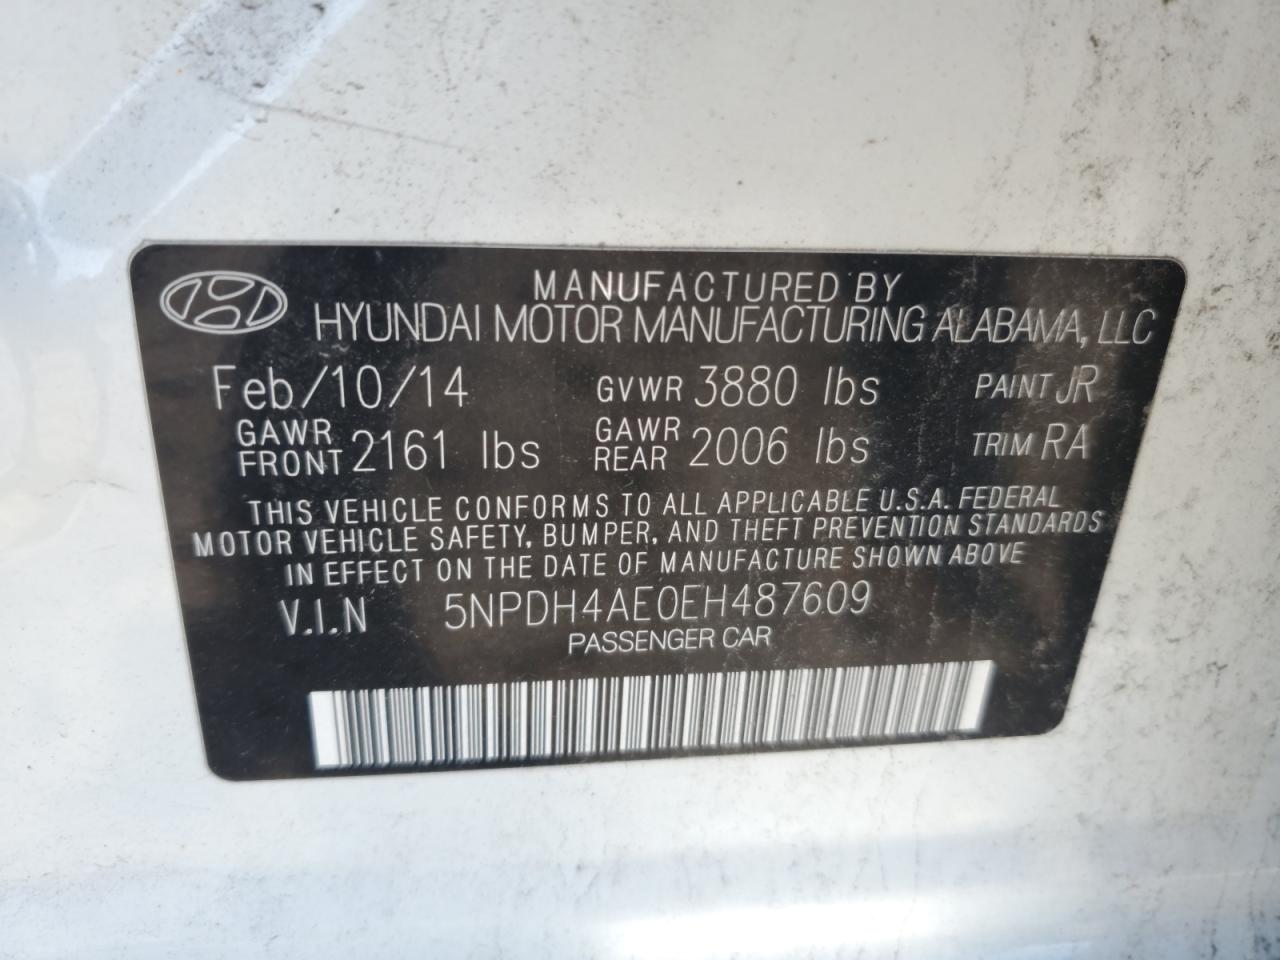 MANUFACTURED BY
HYUNDAI MOTOR MANUFACTURING ALABAMA, LLC
Feb/10/14 GVWR 3880 lbs PAINT JR
GAWR FRONT 2161 lbs GAWR REAR 2006 lbs TRIM RA
THIS VEHICLE CONFORMS TO ALL APPLICABLE U.S.A. FEDERAL
MOTOR VEHICLE SAFETY, BUMPER, AND THEFT PREVENTION STANDARDS
IN EFFECT ON THE DATE OF MANUFACTURE SHOWN ABOVE
V.I.N 5NPDH4AE0EH487609
PASSENGER CAR